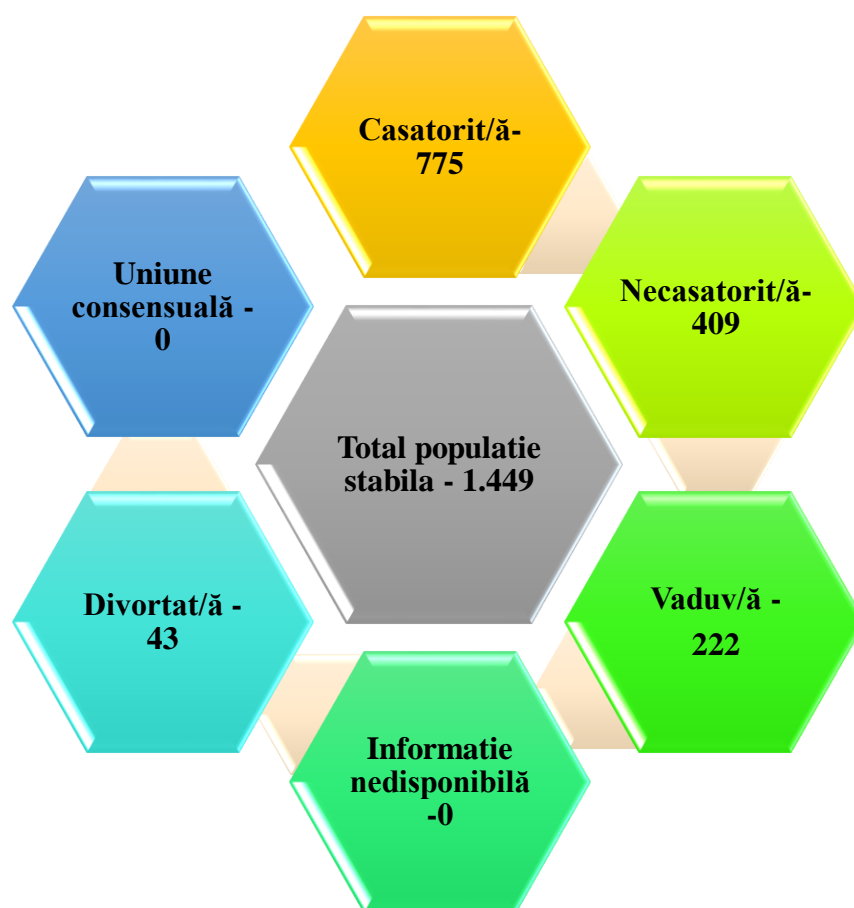 Casatorit/ă-
775
Uniune
consensuală -
0
Necasatorit/ă-
409
Total populatie
stabila - 1.449
Divortat/ă -
43
Vaduv/ă -
222
Informatie
nedisponibilă
-0